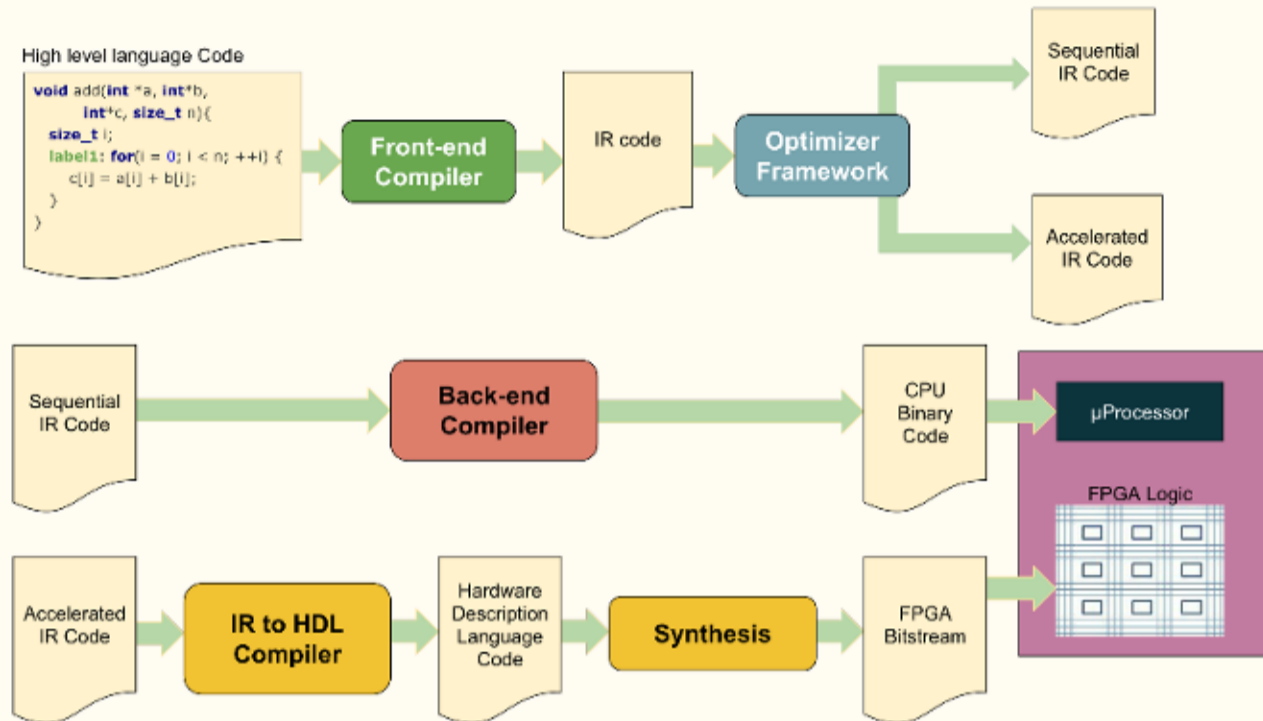 High level language Code
void add(int *a, int*b,
int*c, size_t n){
size_t i;
label1: for(i = 0; i < n; ++i) {
c[i] = a[i] + b[i];
}
}
Front-end
Compiler
IR code
Optimizer
Framework
Sequential
IR Code
Accelerated
IR Code
Sequential
IR Code
Back-end
Compiler
CPU
Binary
Code
µProcessor
FPGA Logic
Accelerated
IR Code
IR to HDL
Compiler
Hardware
Description
Language
Code
Synthesis
FPGA
Bitstream